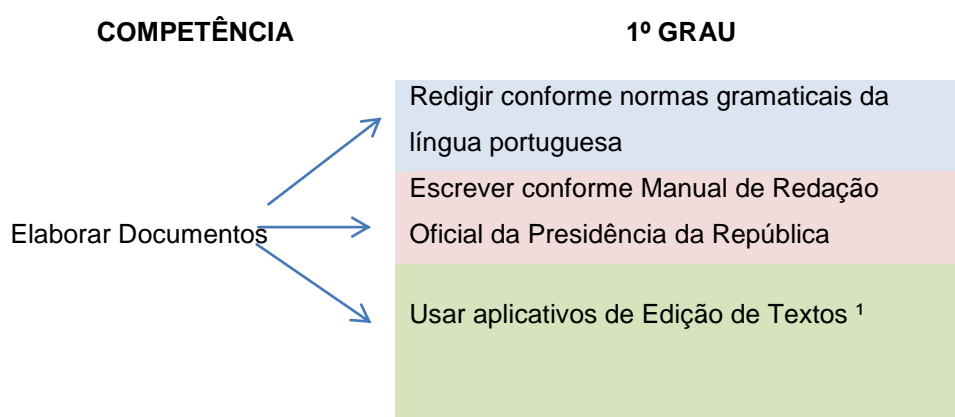 COMPETÊNCIA 1º GRAU
Redigir conforme normas gramaticais da
língua portuguesa
Escrever conforme Manual de Redação
Elaborar Documentos Oficial da Presidência da República
Usar aplicativos de Edição de Textos ¹